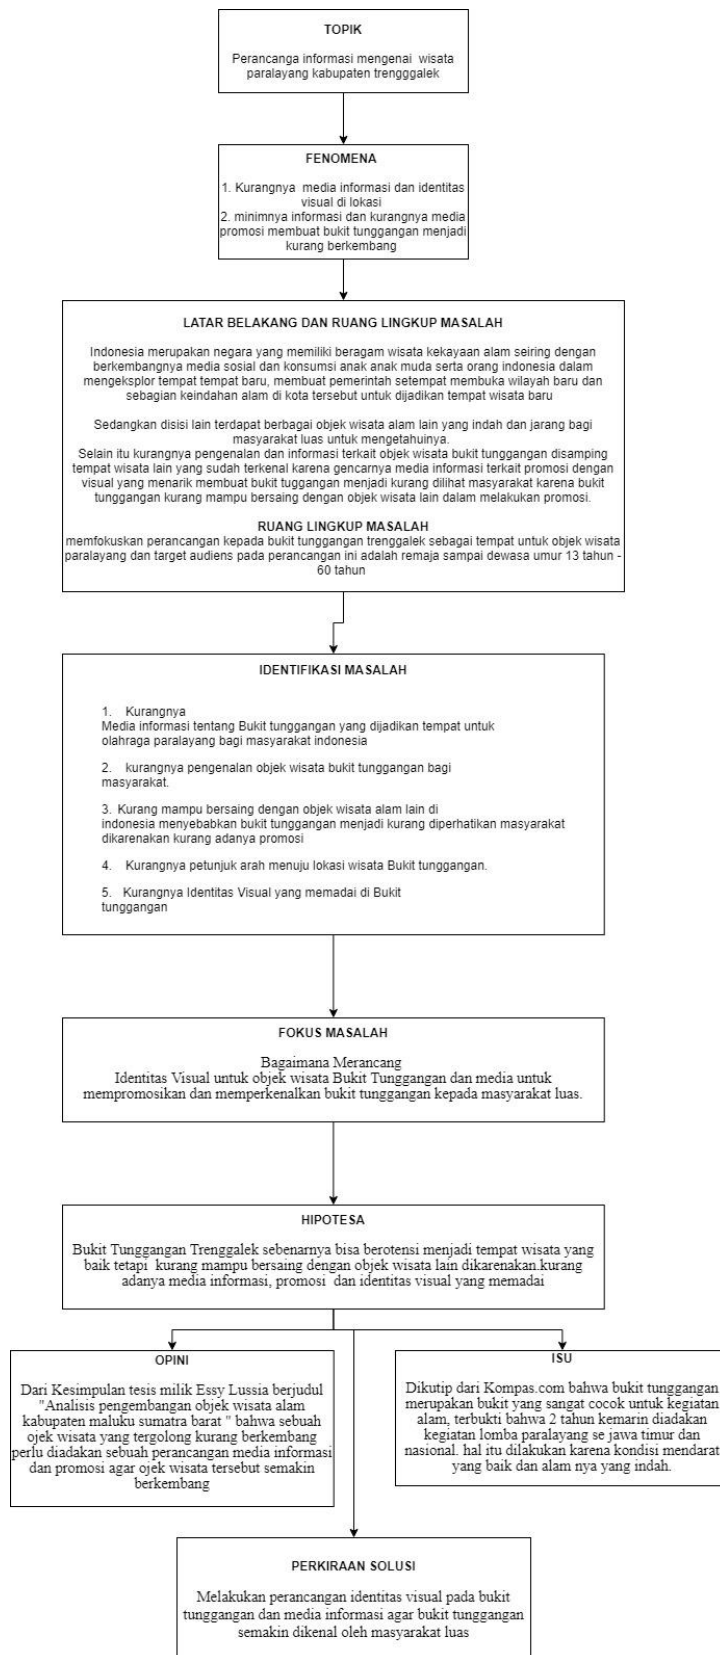 TOPIK
Perancanga informasi mengenai wisata
paralayang kabupaten trengggalek
FENOMENA
1. Kurangnya media informasi dan identitas
visual di lokasi
2. minimnya informasi dan kurangnya media
promosi membuat bukit tunggangan menjadi
kurang berkembang
LATAR BELAKANG DAN RUANG LINGKUP MASALAH
Indonesia merupakan negara yang memiliki beragam wisata kekayaan alam seiring dengan
berkembangnya media sosial dan konsumsi anak anak muda serta orang indonesia dalam
mengeksplor tempat tempat baru, membuat pemerintah setempat membuka wilayah baru dan
sebagian keindahan alam di kota tersebut untuk dijadikan tempat wisata baru
Sedangkan disisi lain terdapat berbagai objek wisata alam lain yang indah dan jarang bagi
masyarakat luas untuk mengetahuinya.
Selain itu kurangnya pengenalan dan informasi terkait objek wisata bukit tunggangan disamping
tempat wisata lain yang sudah terkenal karena gencarnya media informasi terkait promosi dengan
visual yang menarik membuat bukit tuggangan menjadi kurang dilihat masyarakat karena bukit
tunggangan kurang mampu bersaing dengan objek wisata lain dalam melakukan promosi.
RUANG LINGKUP MASALAH
memfokuskan perancangan kepada bukit tunggangan trenggalek sebagai tempat untuk objek wisata
paralayang dan target audiens pada perancangan ini adalah remaja sampai dewasa umur 13 tahun -
60 tahun
IDENTIFIKASI MASALAH
1. Kurangnya
Media informasi tentang Bukit tunggangan yang dijadikan tempat untuk
olahraga paralayang bagi masyarakat indonesia
2. kurangnya pengenalan objek wisata bukit tunggangan bagi
masyarakat.
3. Kurang mampu bersaing dengan objek wisata alam lain di
indonesia menyebabkan bukit tunggangan menjadi kurang diperhatikan masyarakat
dikarenakan kurang adanya promosi
4. Kurangnya petunjuk arah menuju lokasi wisata Bukit tunggangan.
5. Kurangnya Identitas Visual yang memadai di Bukit
tunggangan
FOKUS MASALAH
Bagaimana Merancang
Identitas Visual untuk objek wisata Bukit Tunggangan dan media untuk
mempromosikan dan memperkenalkan bukit tunggangan kepada masyarakat luas.
HIPOTESA
Bukit Tunggangan Trenggalek sebenarnya bisa berotensi menjadi tempat wisata yang
baik tetapi kurang mampu bersaing dengan objek wisata lain dikarenakan.kurang
adanya media informasi, promosi dan identitas visual yang memadai
OPINI
Dari Kesimpulan tesis milik Essy Lussia berjudul
"Analisis pengembangan objek wisata alam
kabupaten maluku sumatra barat " bahwa sebuah
ojek wisata yang tergolong kurang berkembang
perlu diadakan sebuah perancangan media informasi
dan promosi agar ojek wisata tersebut semakin
berkembang
ISU
Dikutip dari Kompas.com bahwa bukit tunggangan
merupakan bukit yang sangat cocok untuk kegiatan
alam, terbukti bahwa 2 tahun kemarin diadakan
kegiatan lomba paralayang se jawa timur dan
nasional. hal itu dilakukan karena kondisi mendarat
yang baik dan alam nya yang indah.
PERKIRAAN SOLUSI
Melakukan perancangan identitas visual pada bukit
tunggangan dan media informasi agar bukit tunggangan
semakin dikenal oleh masyarakat luas